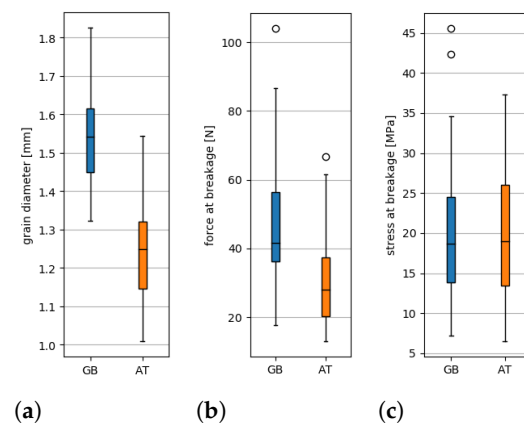 grain diameter [mm]
1.8
1.7
1.6
1.5
1.4
1.3
1.2
1.1
1.0
GB AT
(a)
force at breakage [N]
100
80
60
40
20
GB AT
(b)
stress at breakage [MPa]
45
40
35
30
25
20
15
10
5
GB AT
(c)